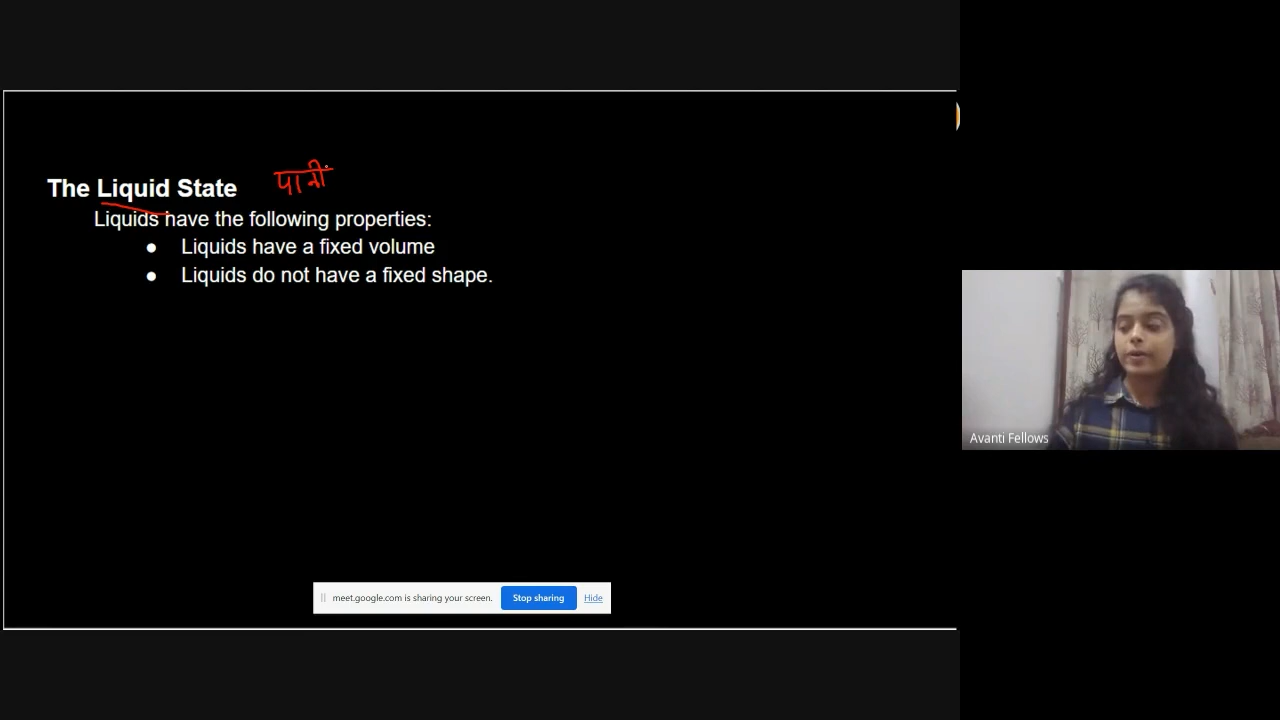 The Liquid State पानी
Liquids have the following properties:
● Liquids have a fixed volume
● Liquids do not have a fixed shape.
meet.google.com is sharing your screen. Stop sharing Hide
Avanti Fellows